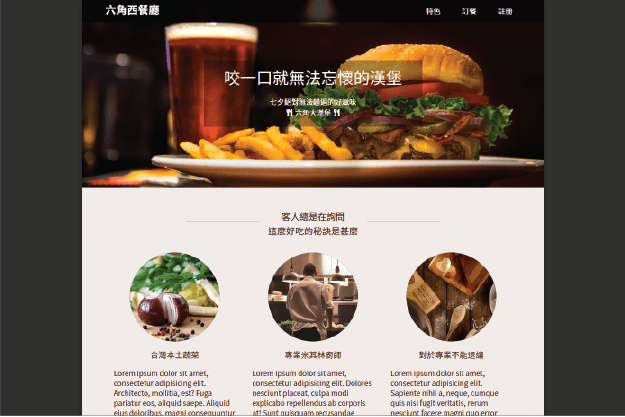 六角西餐廳
特色 訂餐 註冊
咬一口就無法忘懷的漢堡
七夕絕對無法錯過的好滋味
六角大漢堡
客人總是在詢問
這麼好吃的秘訣是甚麼
台灣本土蔬菜 專業米其林廚師 對於專業不能退讓
Lorem ipsum dolor sit amet,
consectetur adipisicing elit.
Architecto, mollitia, est? Fuga
pariatur eos, aliquid saepe. Aliquid
eius doloribus, magni consequuntur
Lorem ipsum dolor sit amet,
consectetur adipisicing elit. Dolores
nesciunt placeat, culpa modi
explicabo repellendus ab corporis
at! Sunt quisquam recusandae
Lorem ipsum dolor sit amet,
consectetur adipisicing elit.
Sapiente nihil a, neque, cumque
quis nisi fugit veritatis, rerum
nesciunt facere magni quo error